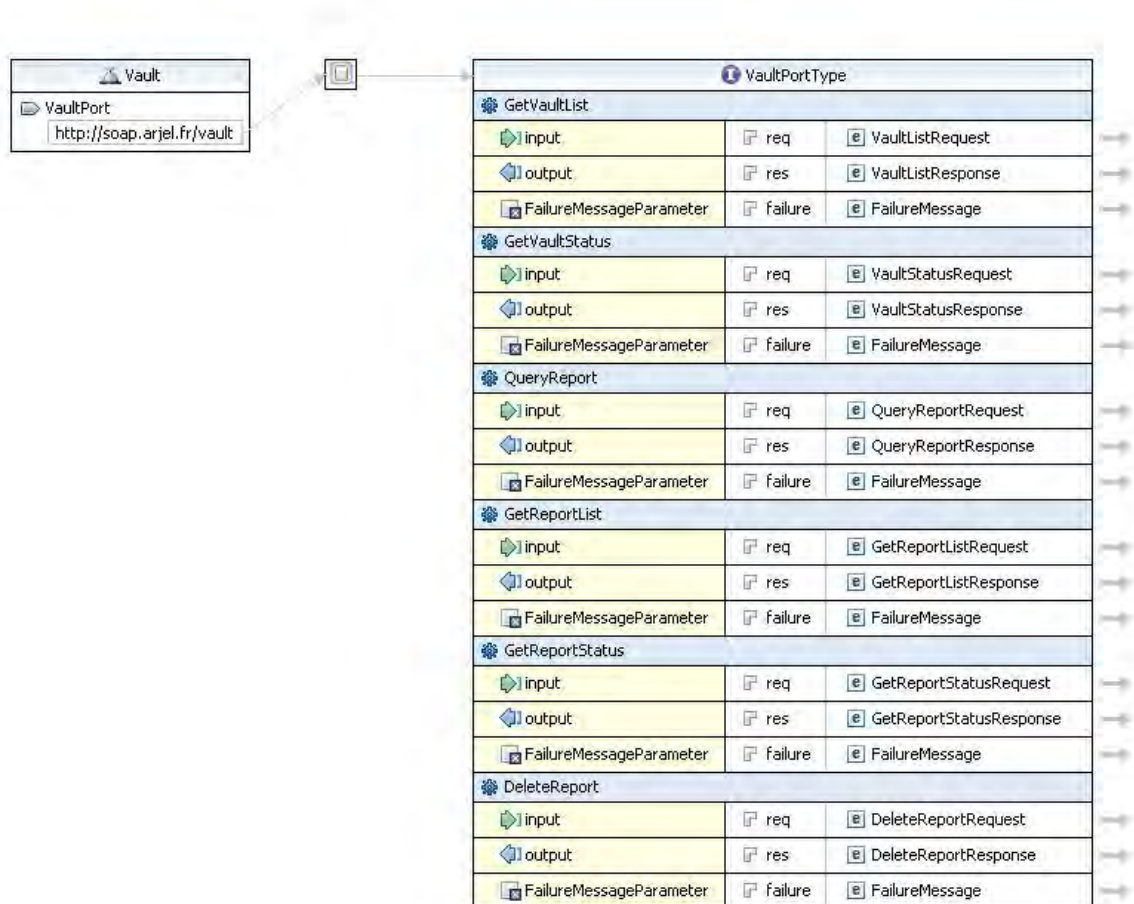 Vault
VaultPort
http://soap.arjel.fr/vault
VaultPortType
GetVaultList
input req VaultListRequest
output res VaultListResponse
FailureMessageParameter failure FailureMessage
GetVaultStatus
input req VaultStatusRequest
output res VaultStatusResponse
FailureMessageParameter failure FailureMessage
QueryReport
input req QueryReportRequest
output res QueryReportResponse
FailureMessageParameter failure FailureMessage
GetReportList
input req GetReportListRequest
output res GetReportListResponse
FailureMessageParameter failure FailureMessage
GetReportStatus
input req GetReportStatusRequest
output res GetReportStatusResponse
FailureMessageParameter failure FailureMessage
DeleteReport
input req DeleteReportRequest
output res DeleteReportResponse
FailureMessageParameter failure FailureMessage